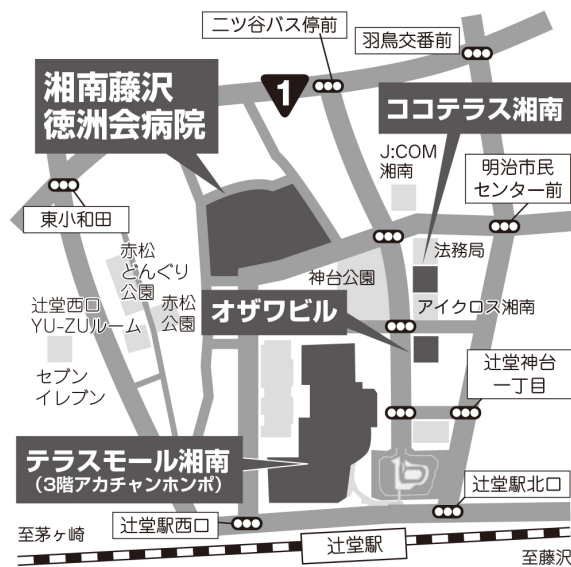 二ツ谷バス停前
羽鳥交番前
湘南藤沢
徳洲会病院
1
ココテラス湘南
J:COM
湘南
明治市民
センター前
東小和田
法務局
赤松
どんぐり
公園
神台公園
アイクロス湘南
赤松
公園
オザワビル
辻堂西口
YU-ZUルーム
セブン
イレブン
辻堂神台
一丁目
テラスモール湘南
(3階アカチャンホンポ)
辻堂駅北口
辻堂駅西口
至茅ヶ崎
辻堂駅
至藤沢